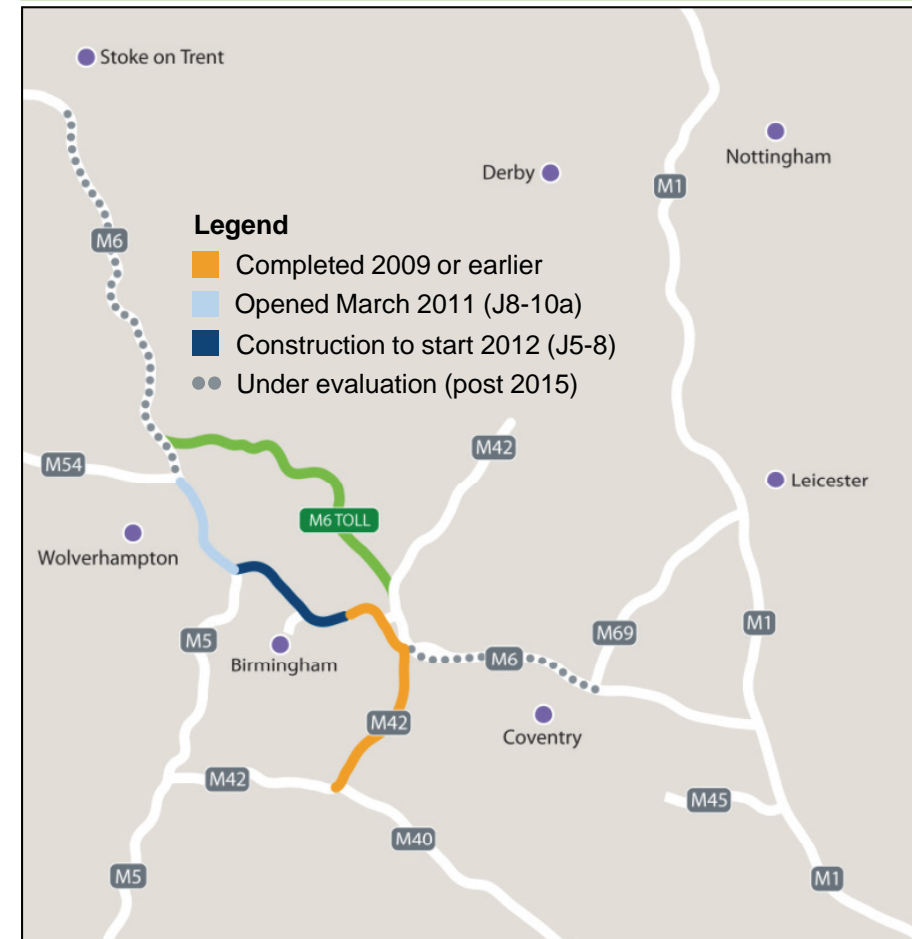 Stoke on Trent
Nottingham
Derby
M1
M6
Legend
Completed 2009 or earlier
Opened March 2011 (J8-10a)
Construction to start 2012 (J5-8)
Under evaluation (post 2015)
M42
M54
Leicester
M6 TOLL
Wolverhampton
M5
M69
M1
Birmingham
M6
M42
Coventry
M42
M45
M40
M5
M1